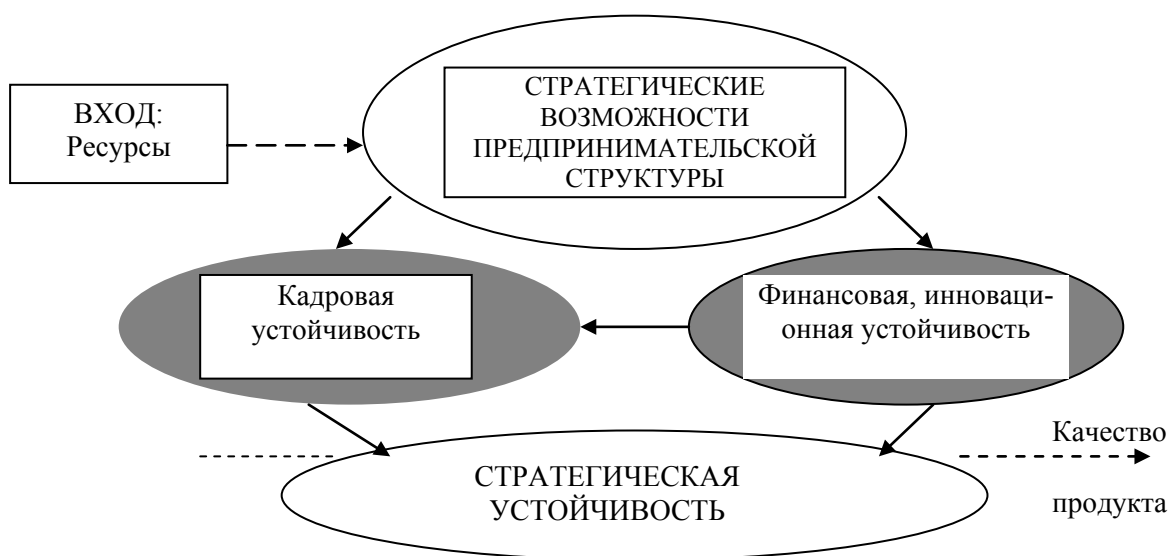 СТРАТЕГИЧЕСКИЕ
ВОЗМОЖНОСТИ
ПРЕДПРИНИМАТЕЛЬСКОЙ
СТРУКТУРЫ
ВХОД:
Ресурсы
Кадровая
устойчивость
Финансовая, инноваци-
онная устойчивость
Качество
продукта
СТРАТЕГИЧЕСКАЯ
УСТОЙЧИВОСТЬ